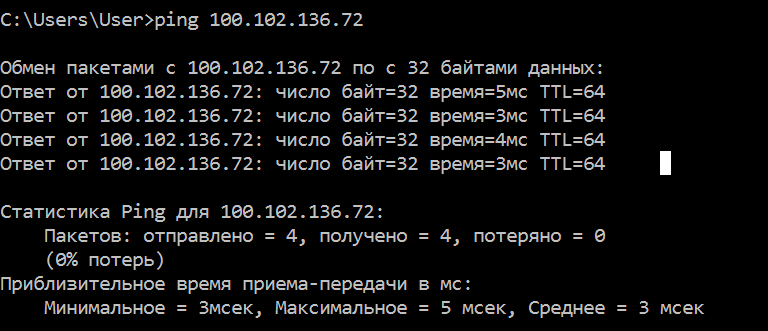 C:\Users\User>ping 100.102.136.72
Обмен пакетами с 100.102.136.72 по с 32 байтами данных:
Ответ от 100.102.136.72: число байт=32 время=5мс TTL=64
Ответ от 100.102.136.72: число байт=32 время=3мс TTL=64
Ответ от 100.102.136.72: число байт=32 время=4мс TTL=64
Ответ от 100.102.136.72: число байт=32 время=3мс TTL=64
Статистика Ping для 100.102.136.72:
Пакетов: отправлено = 4, получено = 4, потеряно = 0
(0% потерь)
Приблизительное время приема-передачи в мс:
Минимальное = 3мсек, Максимальное = 5 мсек, Среднее = 3 мсек